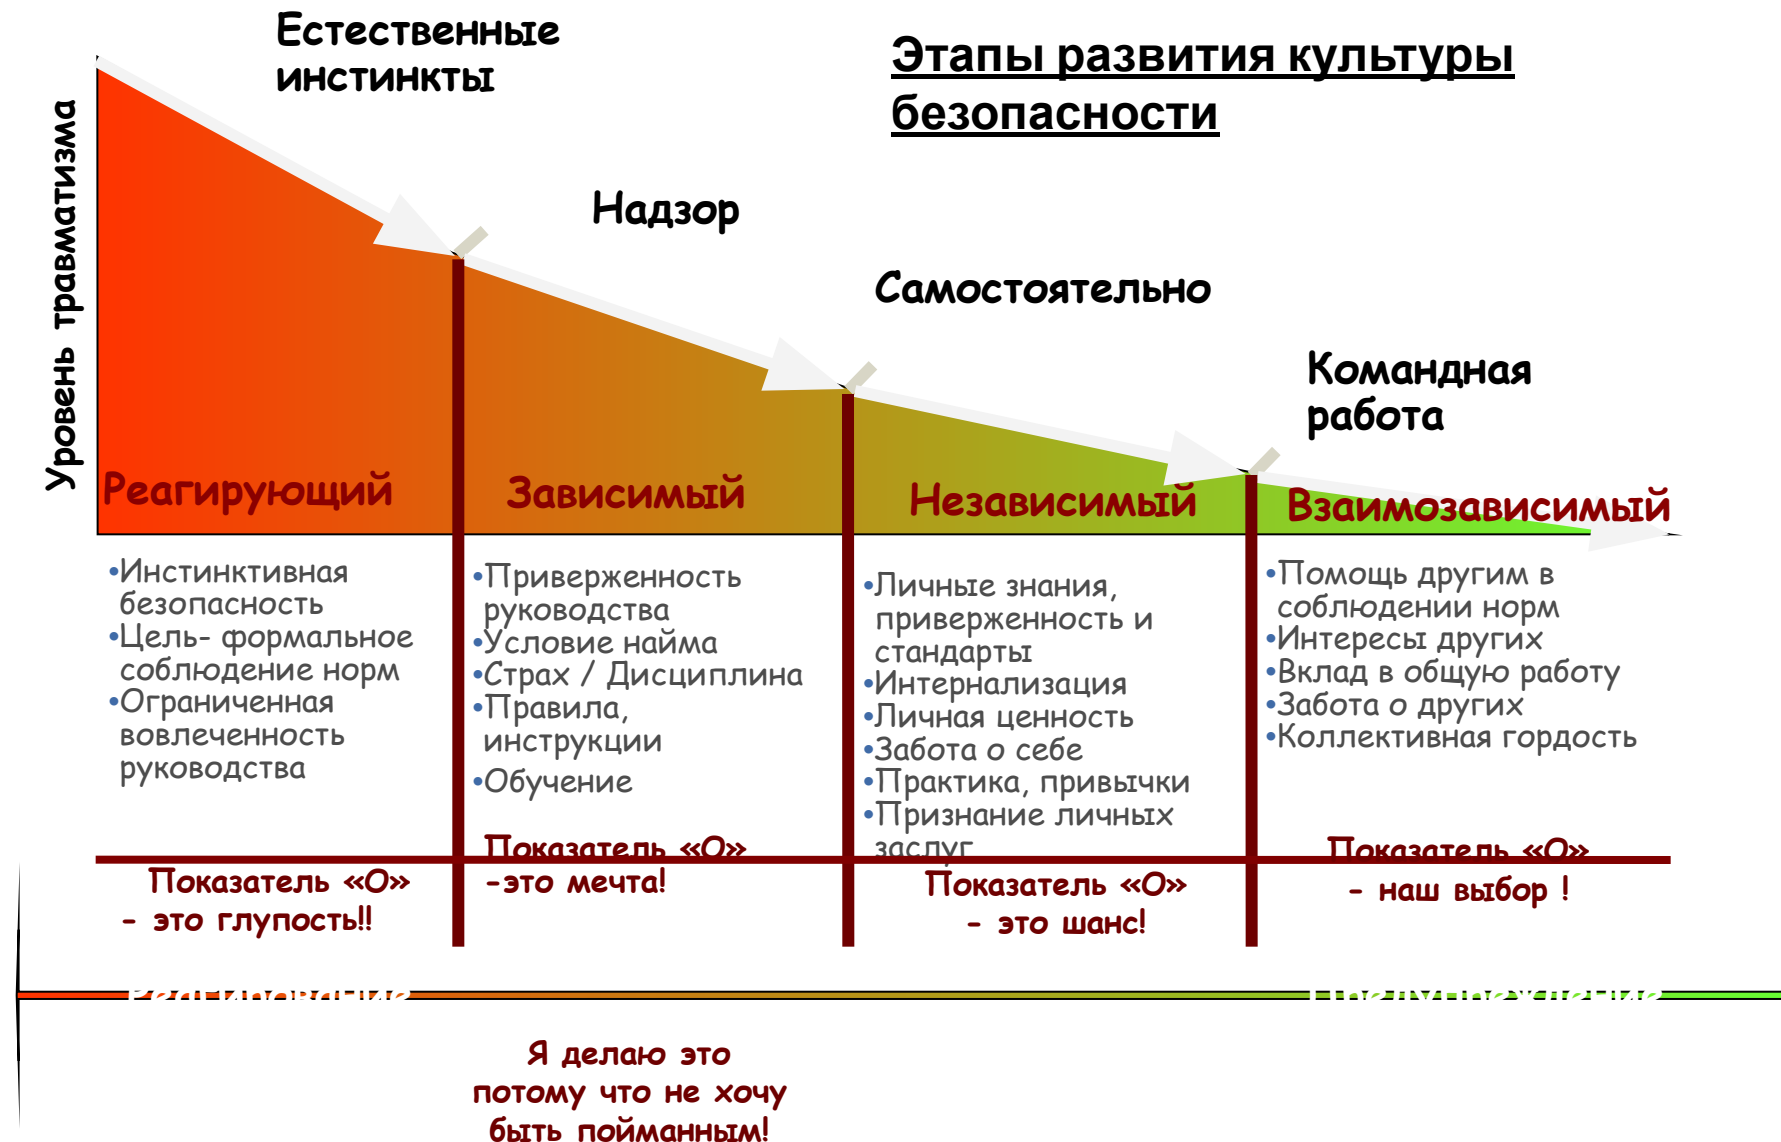 Естественные
инстинкты
Этапы развития культуры
безопасности
Уровень травматизма
Надзор
Самостоятельно
Командная
работа
Реагирующий
Зависимый
Независимый
Взаимозависимый
•Инстинктивная
безопасность
•Цель- формальное
соблюдение норм
•Ограниченная
вовлеченность
руководства
•Приверженность
руководства
•Условие найма
•Страх / Дисциплина
•Правила,
инструкции
•Обучение
•Личные знания,
приверженность и
стандарты
•Интернализация
•Личная ценность
•Забота о себе
•Практика, привычки
•Признание личных
заслуг
•Помощь другим в
соблюдении норм
•Интересы других
•Вклад в общую работу
•Забота о других
•Коллективная гордость
Показатель «О»
- это глупость!!
Показатель «О»
-это мечта!
Показатель «О»
- это шанс!
Показатель «О»
- наш выбор !
Реагирование
Предупреждение
Я делаю это
потому что не хочу
быть пойманным!